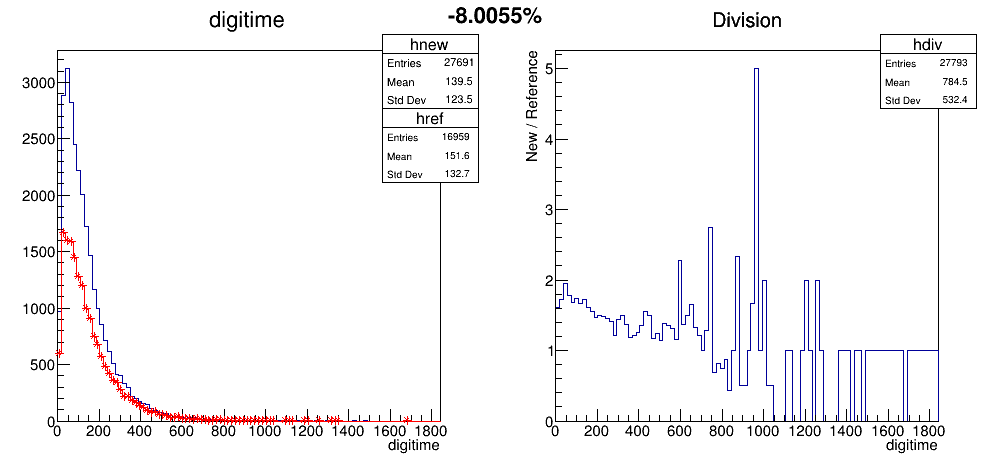 -8.0055%
digitime
hnew
Entries 27691
Mean 139.5
Std Dev 123.5
href
Entries 16959
Mean 151.6
Std Dev 132.7
3000
2500
2000
1500
1000
500
0
0 200 400 600 800 1000 1200 1400 1600 1800
digitime
Division
hdiv
Entries 27793
Mean 784.5
Std Dev 532.4
New / Reference
5
4
3
2
1
0
0 200 400 600 800 1000 1200 1400 1600 1800
digitime